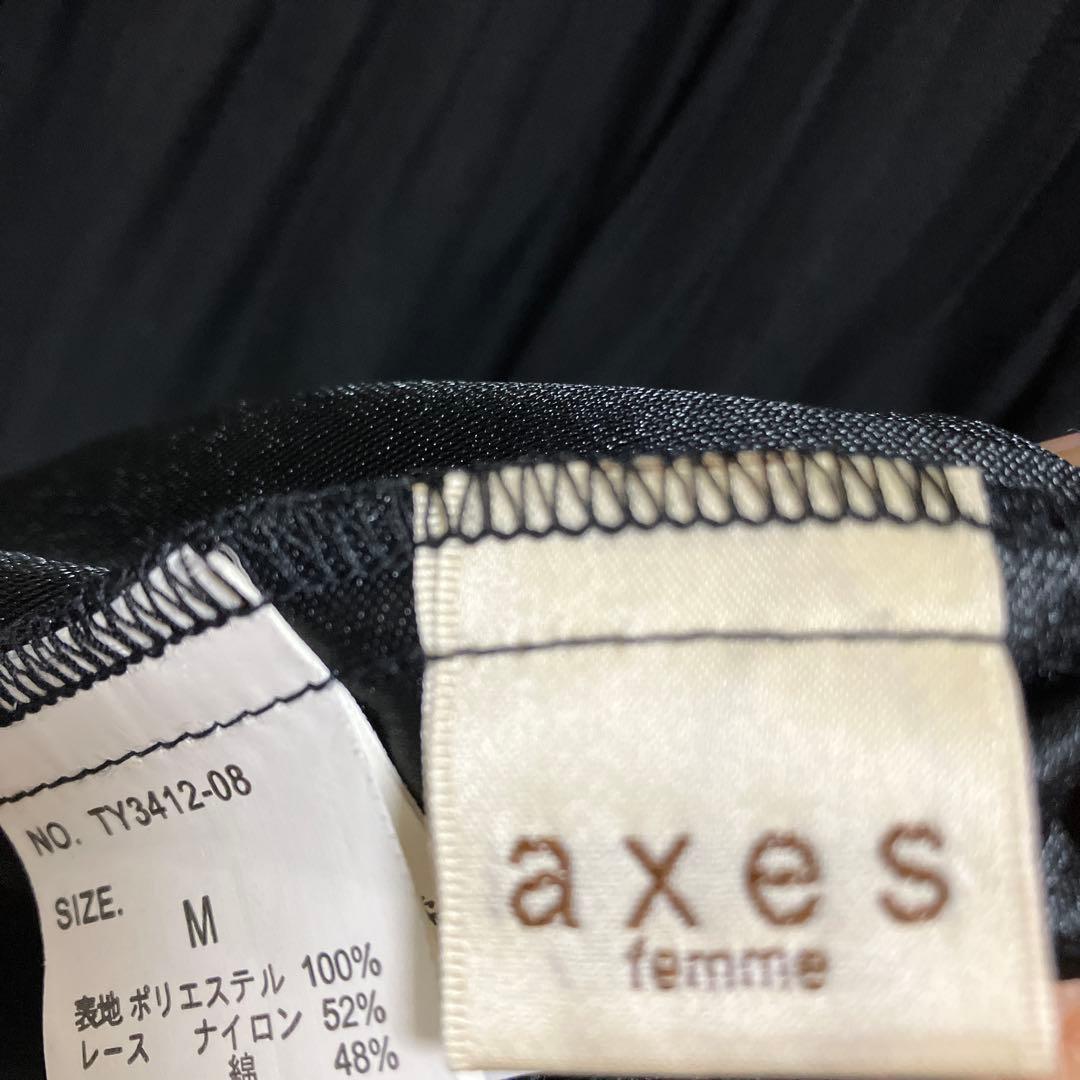 NO. TY3412-08
SIZE.
M
表地 ポリエステル 100%
レース ナイロン 52%
綿 48%
axes
femme